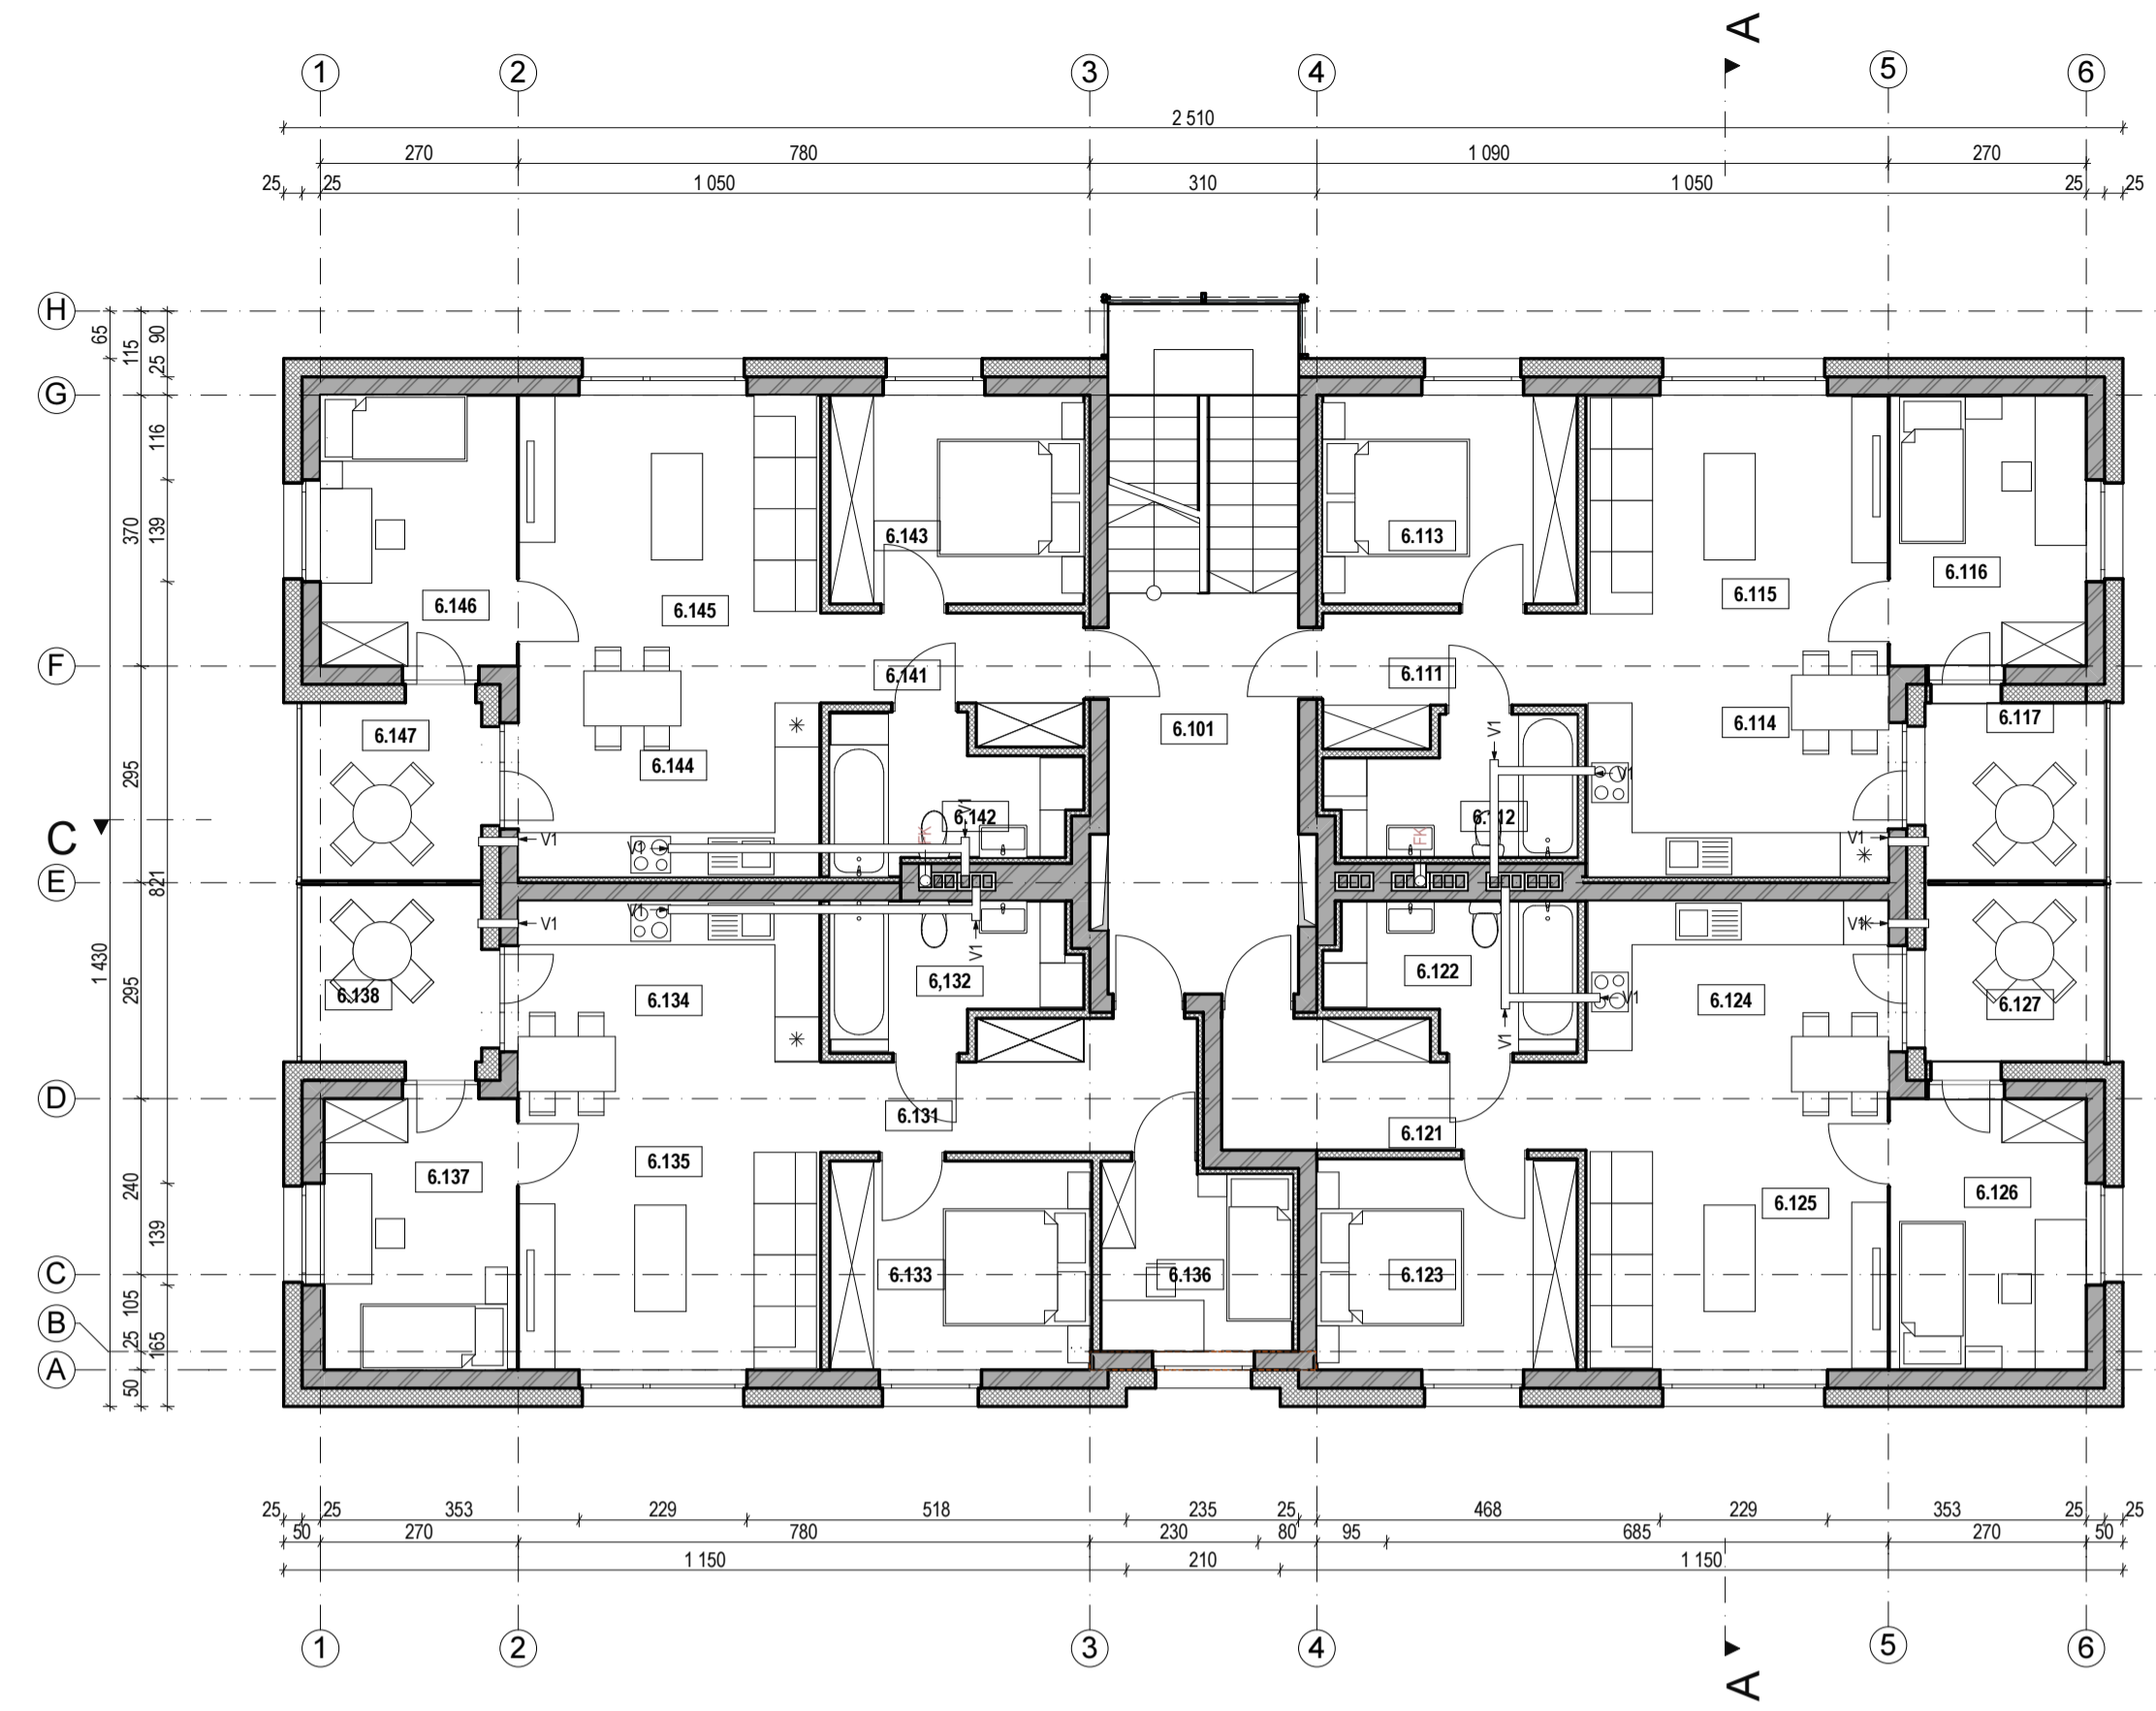 A
1 2 3 4 5 6
2 510
270 780 1 090 270
25 25 1 050 310 1 050 25 25
H
65 115 90
25
G
116
370 139
6.143 6.113
6.146 6.145 6.115 6.116
F
6.141 6.111
6.147 6.144 6.101 6.114 6.117
V1
295
V1
6.142 6.112
V1
C
FK FK
V1 V1 V1
E
821
V1 V1 V1
V1
6,132 6.122
1 430 295
6.138 6.134 6.124 6.127
V1
V1
D
6.131 6.121
6.137 6.135 6.125 6.126
240
139
C
6.133 6.136 6.123
105
B
25 165
A
50
25 25 353 229 518 235 25 468 229 353 25 25
50 270 780 230 80 95 685 270 50
1 150 210 1 150
1 2 3 4 5 6
A